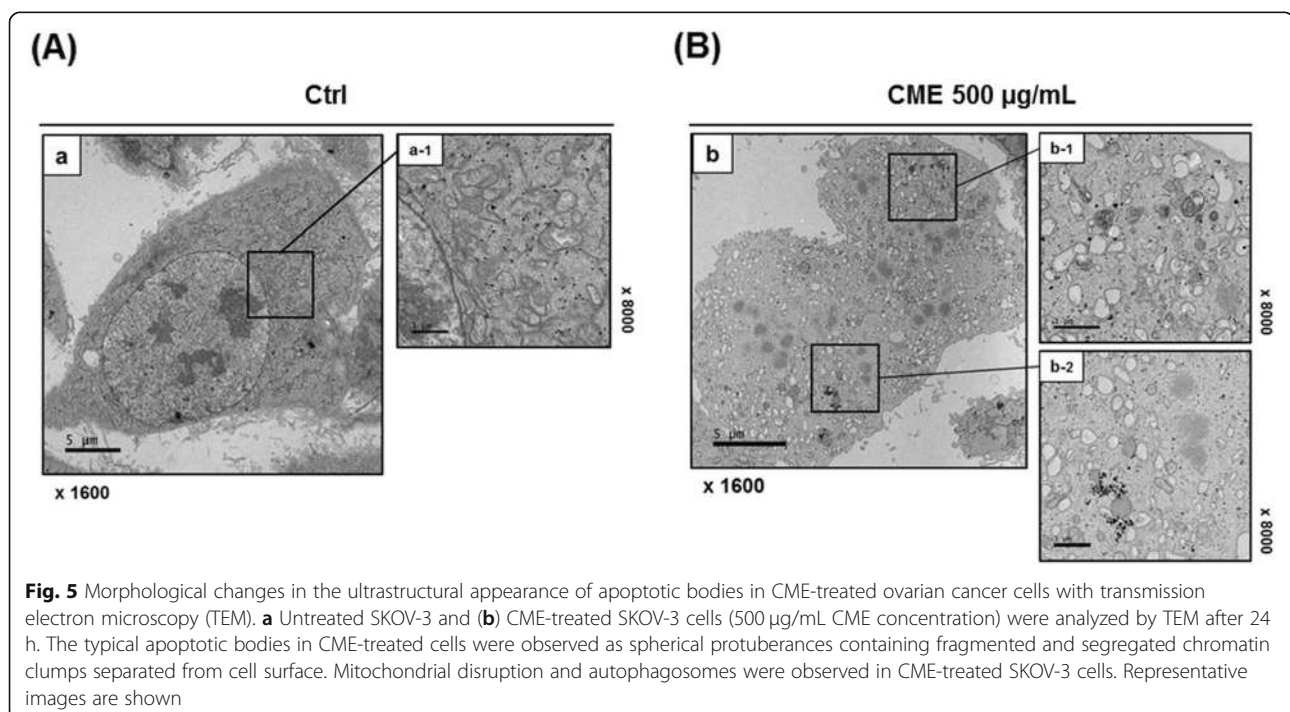 (A)
(B)
Ctrl
CME 500 µg/mL
a
a-1
x 8000
5 µm
x 1600
b
b-1
1 µm
x 8000
b-2
1 µm
x 8000
5 µm
x 1600
Fig. 5 Morphological changes in the ultrastructural appearance of apoptotic bodies in CME-treated ovarian cancer cells with transmission
electron microscopy (TEM). a Untreated SKOV-3 and (b) CME-treated SKOV-3 cells (500 µg/mL CME concentration) were analyzed by TEM after 24
h. The typical apoptotic bodies in CME-treated cells were observed as spherical protuberances containing fragmented and segregated chromatin
clumps separated from cell surface. Mitochondrial disruption and autophagosomes were observed in CME-treated SKOV-3 cells. Representative
images are shown